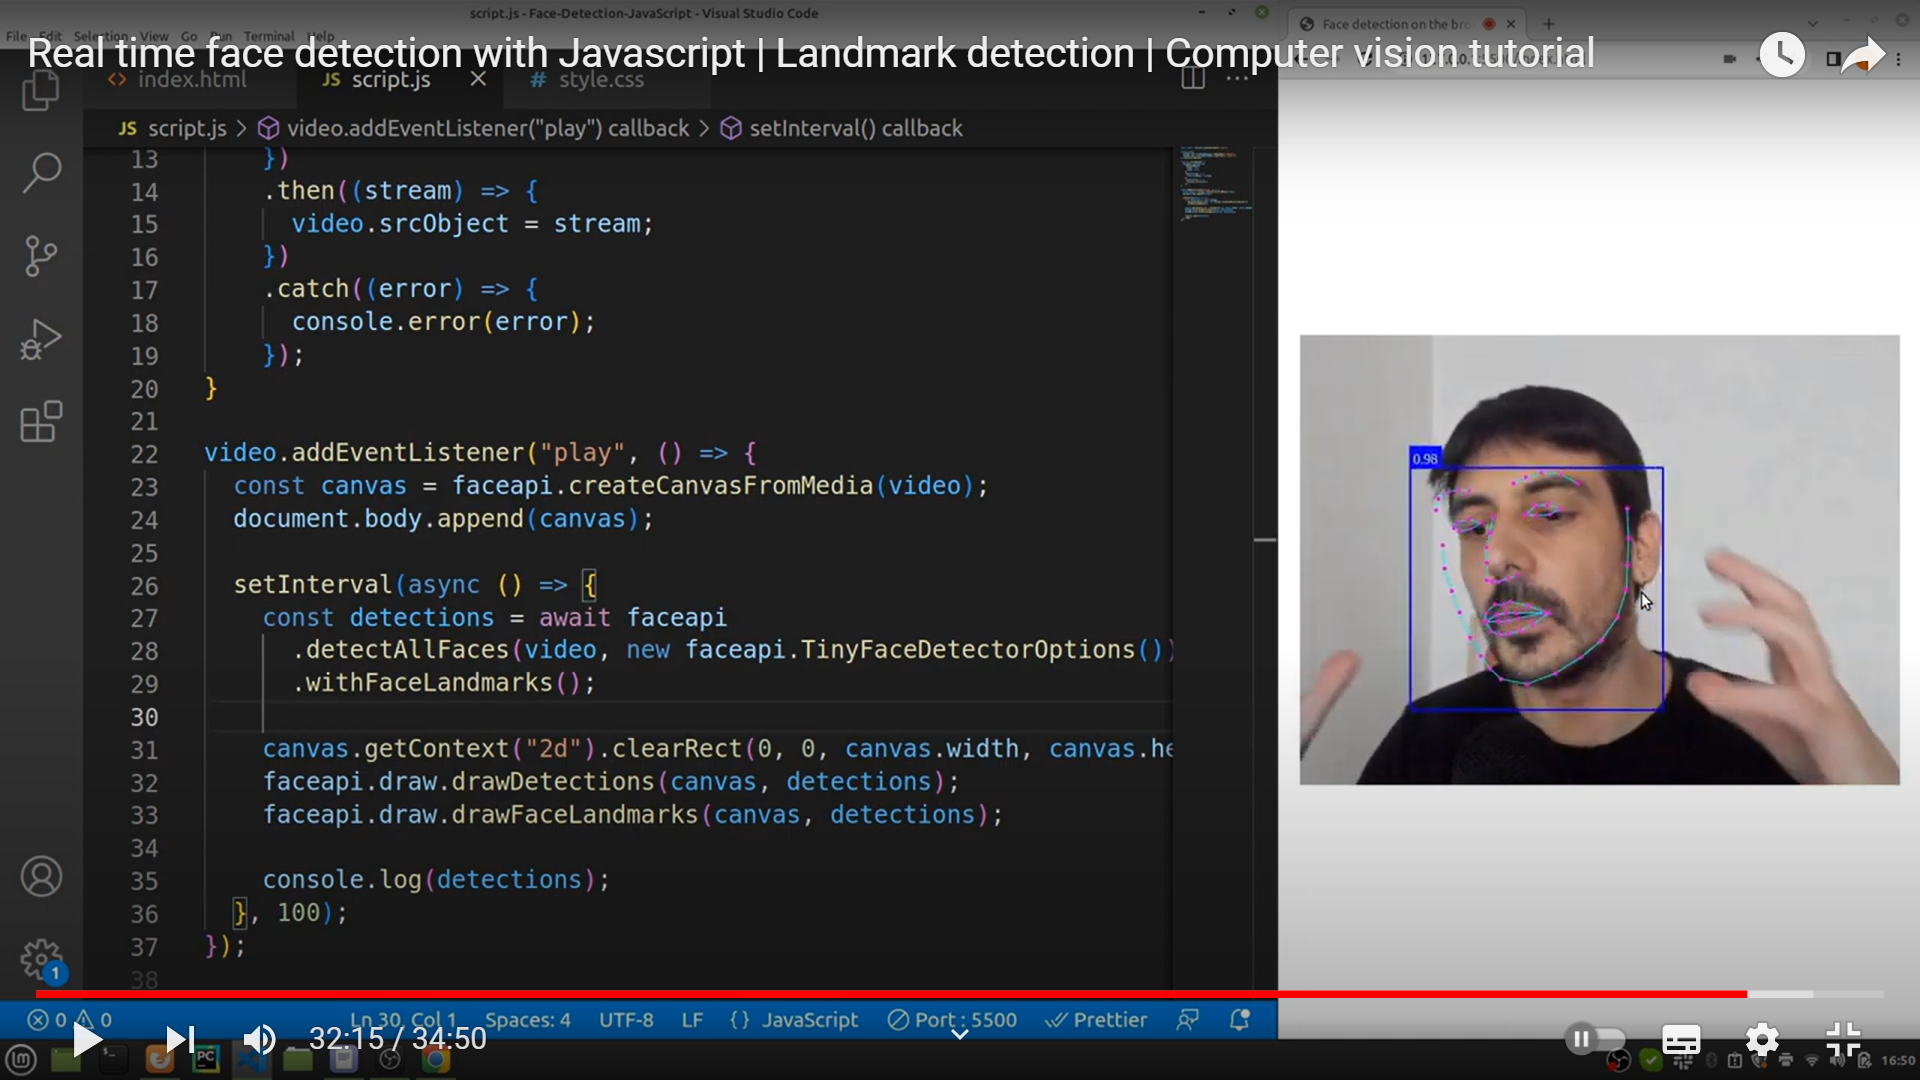 script.js - Face-Detection-JavaScript - Visual Studio Code
File Edit Selection View Go Run Terminal Help
Face detection on the bro
Real time face detection with Javascript | Landmark detection | Computer vision tutorial
<> index.html JS script.js # style.css
JS script.js > video.addEventListener("play") callback > setInterval() callback
13 })
14 .then((stream) => {
15 video.srcObject = stream;
16 })
17 .catch((error) => {
18 console.error(error);
19 });
20 }
21
22 video.addEventListener("play", () => {
23 const canvas = faceapi.createCanvasFromMedia(video);
24 document.body.append(canvas);
25
26 setInterval(async () => {
27 const detections = await faceapi
28 .detectAllFaces(video, new faceapi.TinyFaceDetectorOptions())
29 .withFaceLandmarks();
30
31 canvas.getContext("2d").clearRect(0, 0, canvas.width, canvas.he
32 faceapi.draw.drawDetections(canvas, detections);
33 faceapi.draw.drawFaceLandmarks(canvas, detections);
34
35 console.log(detections);
36 }, 100);
37 });
38
0.98
1
0 0 Ln 30, Col 1 Spaces: 4 UTF-8 LF {} JavaScript Port : 5500 Prettier
32:15 / 34:50
PC
16:50